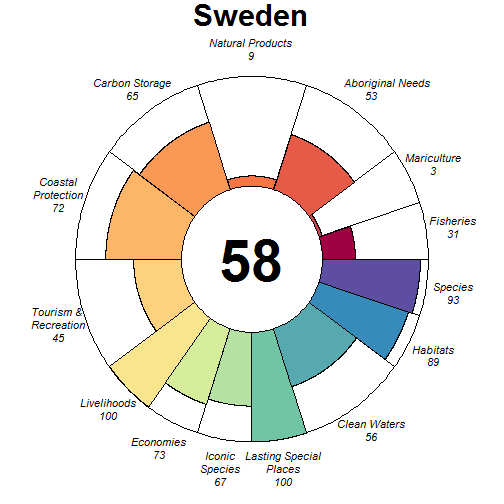 Sweden
Natural Products
9
Aboriginal Needs
53
Mariculture
3
Fisheries
31
Species
93
Habitats
89
Clean Waters
56
Lasting Special
Places
100
Iconic
Species
67
Economies
73
Livelihoods
100
Tourism &
Recreation
45
Coastal
Protection
72
Carbon Storage
65
58